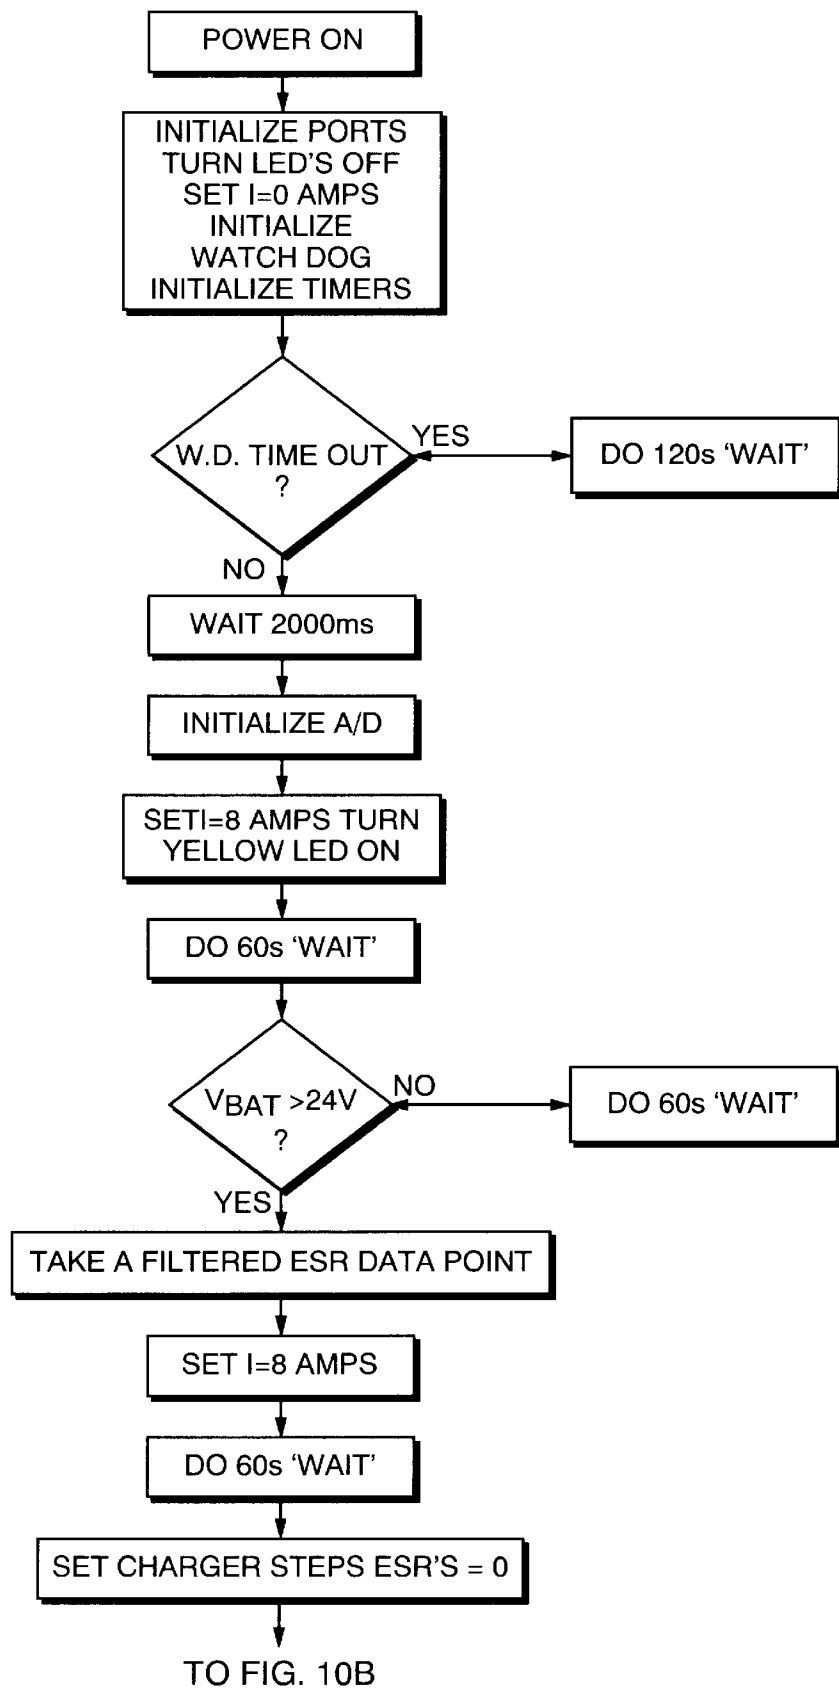 POWER ON
INITIALIZE PORTS
TURN LED'S OFF
SET I=0 AMPS
INITIALIZE
WATCH DOG
INITIALIZE TIMERS
W.D. TIME OUT
?
YES
DO 120s 'WAIT'
NO
WAIT 2000ms
INITIALIZE A/D
SETI=8 AMPS TURN
YELLOW LED ON
DO 60s 'WAIT'
VBAT >24V
?
NO
DO 60s 'WAIT'
YES
TAKE A FILTERED ESR DATA POINT
SET I=8 AMPS
DO 60s 'WAIT'
SET CHARGER STEPS ESR'S = 0
TO FIG. 10B